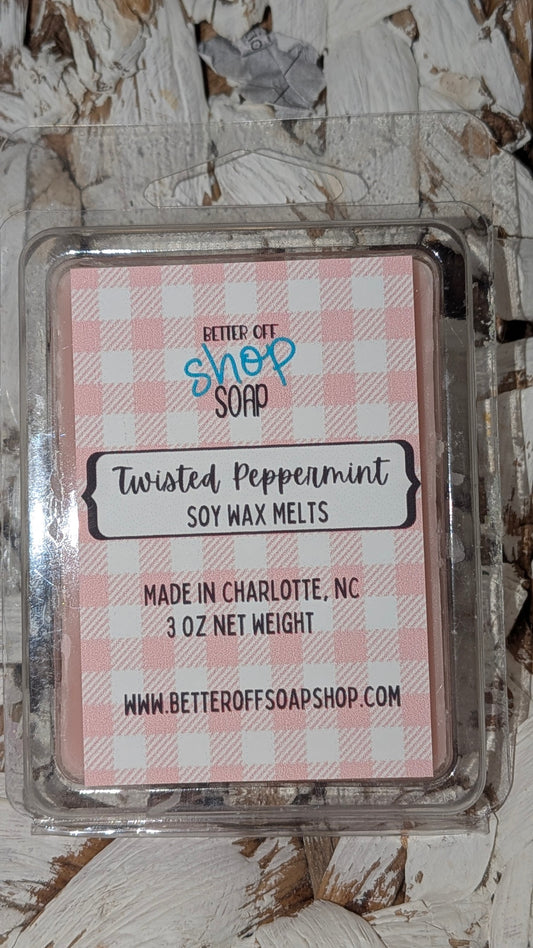 BETTER OFF
shop
SOAP
Twisted Peppermint
SOY WAX MELTS
MADE IN CHARLOTTE, NC
3 OZ NET WEIGHT
WWW.BETTEROFFSOAPSHOP.COM